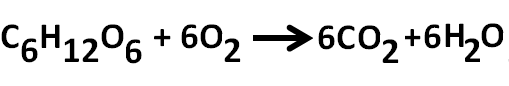 C₆H₁₂O₆ + 6O₂ → 6CO₂ +6H₂O